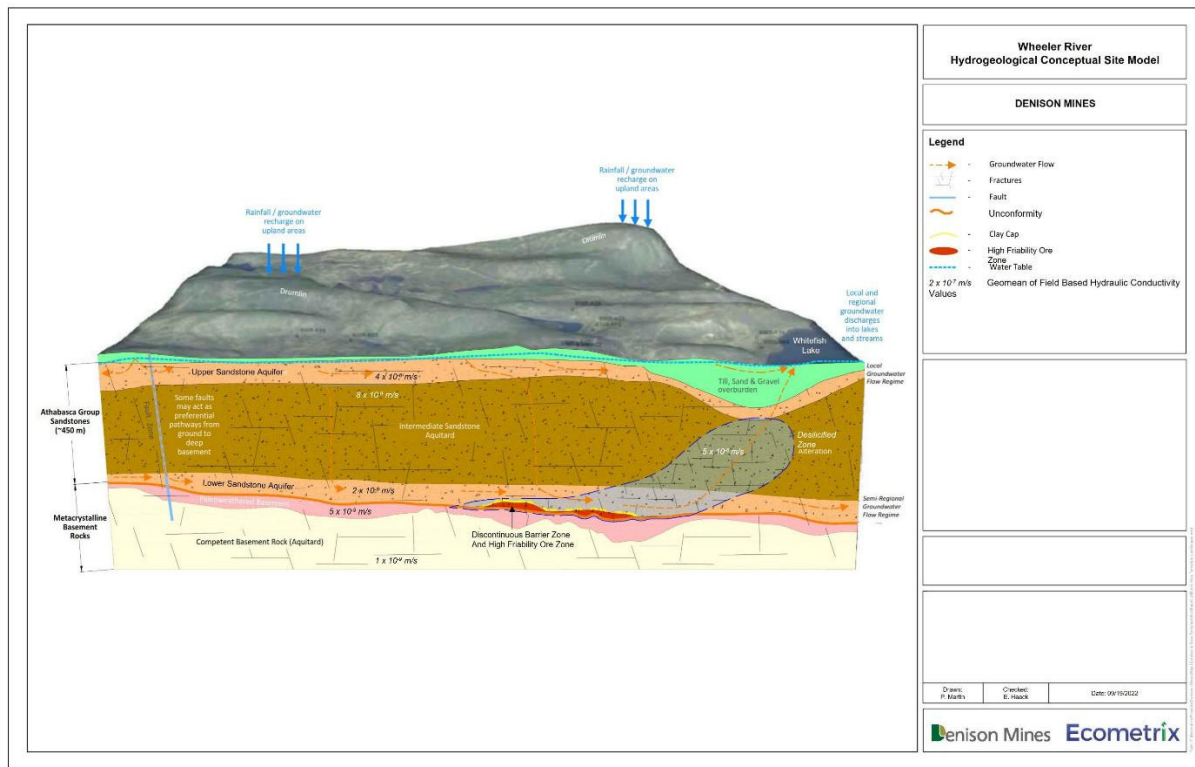 Wheeler River
Hydrogeological Conceptual Site Model
DENISON MINES
Legend
- Groundwater Flow
- Fractures
- Fault
- Unconformity
- Clay Cap
- High Friability Ore
Zone
- Water Table
Geomean of Field Based Hydraulic Conductivity
Values
Rainfall / groundwater
recharge on
upland areas
Rainfall / groundwater
recharge on
upland areas
Drumlin
Drumlin
Local and
regional
groundwater
discharges
into lakes
and streams
Whitefish
Lake
Local
Groundwater
Flow Regime
Upper Sandstone Aquifer
Till, Sand & Gravel
overburden
Athabasca Group
Sandstones
(~450 m)
Some faults
may act as
preferential
pathways from
ground to
deep
basement
Fault Zone
Intermediate Sandstone
Aquitard
Desilicified
Zone
Alteration
Lower Sandstone Aquifer
Semi-Regional
Groundwater
Flow Regime
Metacrystalline
Basement
Rocks
Discontinuous Barrier Zone
And High Friability Ore Zone
Competent Basement Rock (Aquitard)
Drawn:
P. Martin
Checked:
E. Haack
Date: 09/19/2022
Denison Mines
Ecometrix